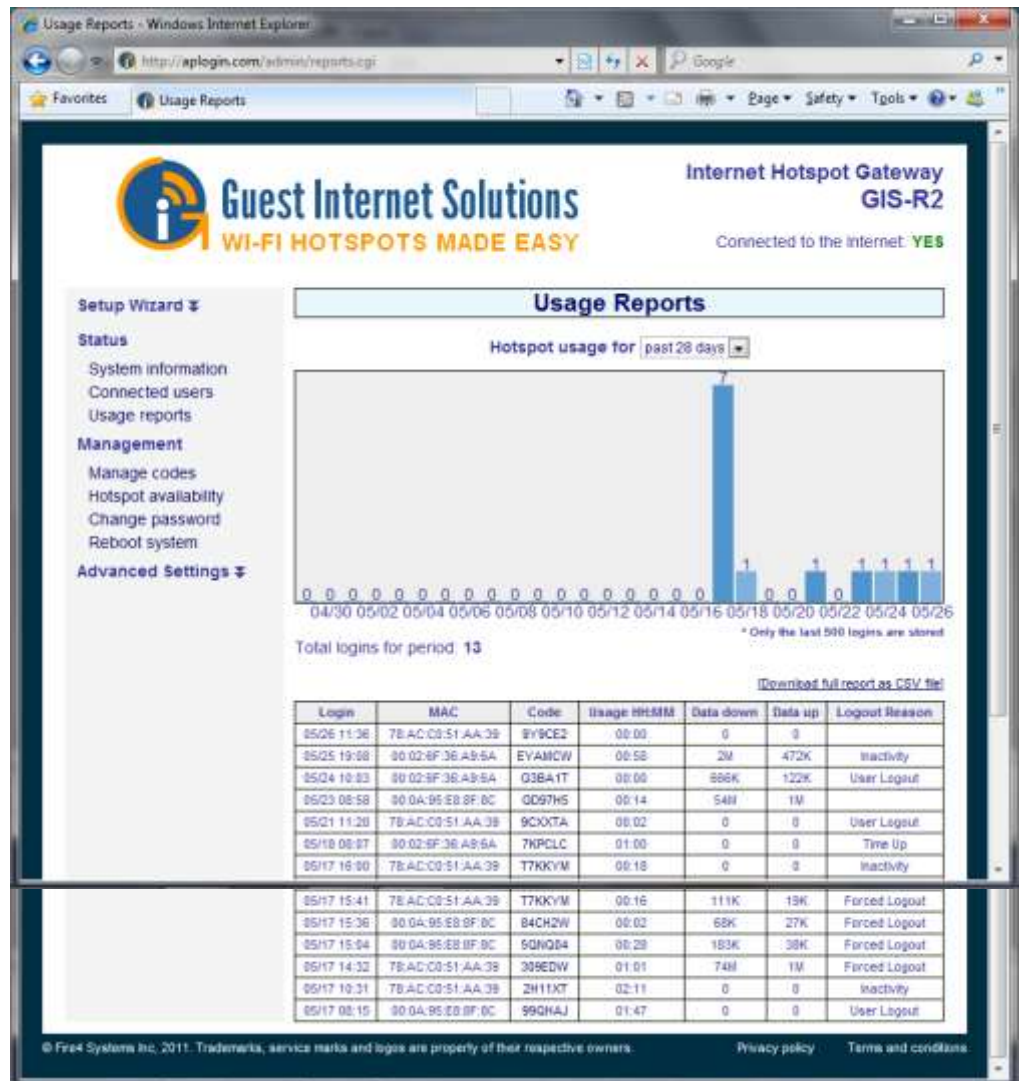 Usage Reports - Windows Internet Explorer
http://aplogin.com/admin/reports.cgi
Google
Favorites
Usage Reports
Page
Safety
Tools
Guest Internet Solutions
WI-FI HOTSPOTS MADE EASY
Internet Hotspot Gateway
GIS-R2
Connected to the Internet: YES
Setup Wizard
Status
System information
Connected users
Usage reports
Management
Manage codes
Hotspot availability
Change password
Reboot system
Advanced Settings
Usage Reports
Hotspot usage for past 28 days
7
1 1 1 1 1 1
0 0 0 0 0 0 0 0 0 0 0 0 0 0 0 0 0 0 0 0 0
04/30 05/02 05/04 05/06 05/08 05/10 05/12 05/14 05/16 05/18 05/20 05/22 05/24 05/26
* Only the last 500 logins are stored
Total logins for period: 13
[Download full report as CSV file]
Login MAC Code Usage HH:MM Data down Data up Logout Reason
05/26 11:36 78:AC:C0:51:AA:39 9Y9CE2 00:00 0 0
05/25 19:08 00:02:6F:36:A9:6A EYAMCW 00:58 2M 472K Inactivity
05/24 10:03 00:02:6F:36:A9:6A G3BA1T 00:00 666K 122K User Logout
05/23 08:58 00:0A:95:E8:8F:8C GD97H5 00:14 54M 1M
05/21 11:28 78:AC:C0:51:AA:39 9CXXTA 00:02 0 0 User Logout
05/18 08:07 00:02:6F:36:A9:6A 7KPCLC 01:00 0 0 Time Up
05/17 16:00 78:AC:C0:51:AA:39 T7KKYM 00:18 0 0 Inactivity
05/17 15:41 78:AC:C0:51:AA:39 T7KKYM 00:16 111K 19K Forced Logout
05/17 15:36 00:0A:95:E8:8F:8C 84CH2W 00:02 68K 27K Forced Logout
05/17 15:04 00:0A:95:E8:8F:8C 00:28 183K 38K Forced Logout
05/17 14:32 78:AC:C0:51:AA:39 309EDW 01:01 74M 1M Forced Logout
05/17 10:31 78:AC:C0:51:AA:39 2H11XT 02:11 0 0 Inactivity
05/17 08:15 00:0A:95:E8:8F:8C 99QHAJ 01:47 0 0 User Logout
© Fire4 Systems Inc, 2011. Trademarks, service marks and logos are property of their respective owners.
Privacy policy
Terms and conditions